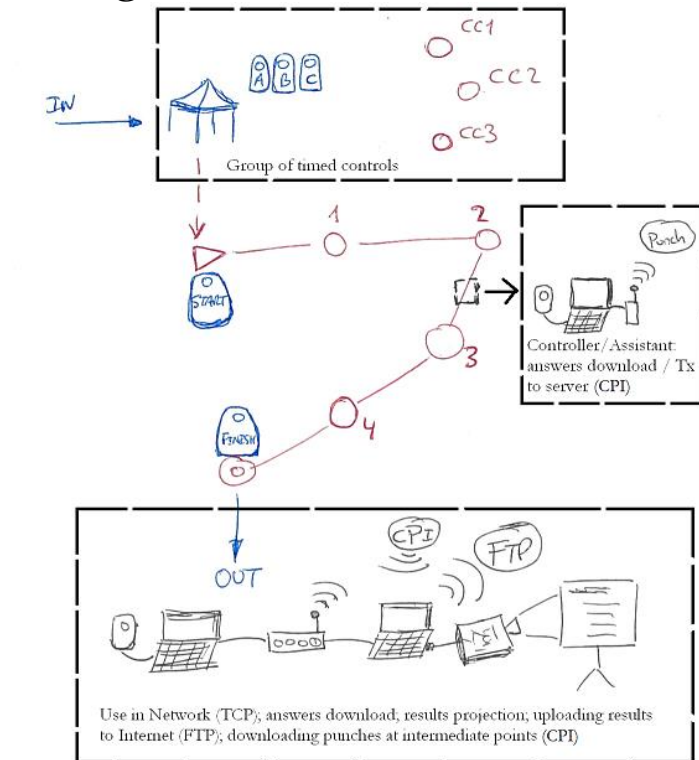 CC1
A B C
CC2
IN
CC3
Group of timed controls
1
2
Punch
START
Controller/Assistant:
answers download / Tx
to server (CPI)
3
4
FINISH
CPI
FTP
OUT
Use in Network (TCP); answers download; results projection; uploading results
to Internet (FTP); downloading punches at intermediate points (CPI)